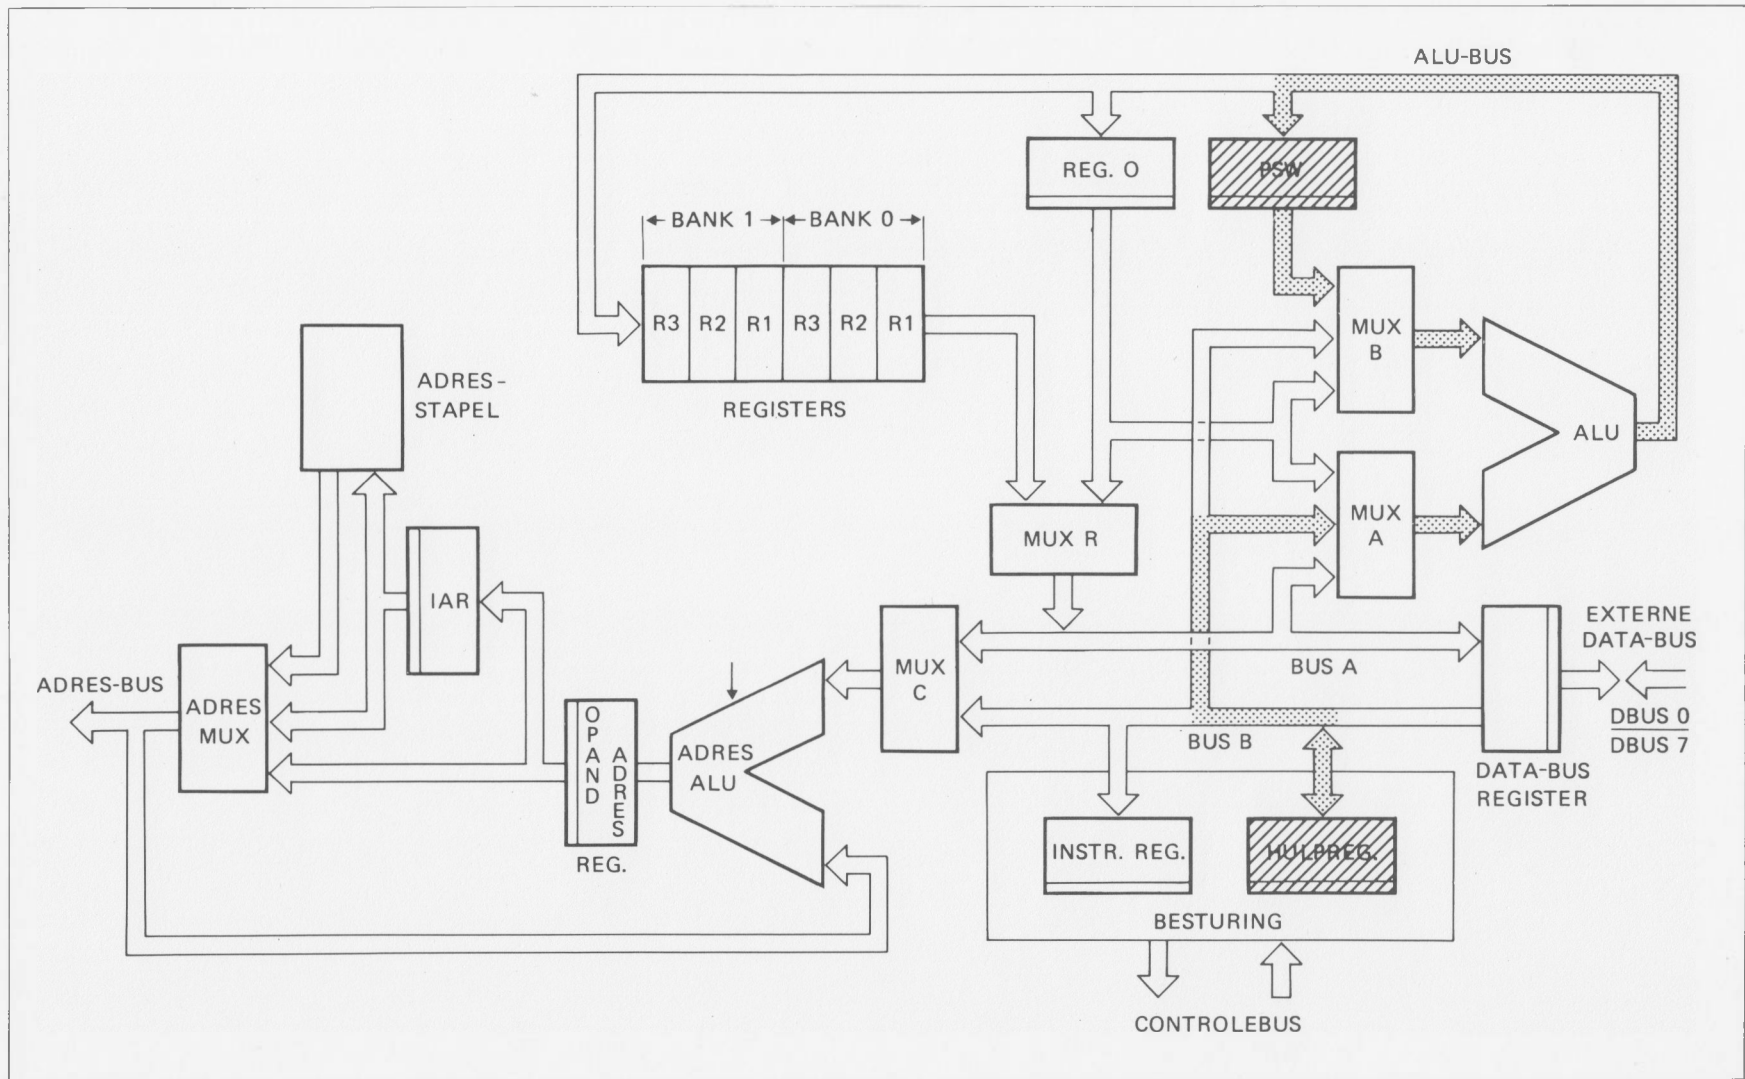 ALU-BUS
REG. O
PSW
BANK 1
BANK 0
R3
R2
R1
R3
R2
R1
REGISTERS
MUX
B
ALU
MUX
A
MUX R
ADRES-
STAPEL
IAR
ADRES-BUS
ADRES
MUX
OPAND
ADRES
REG.
ADRES
ALU
MUX
C
BUS A
BUS B
EXTERNE
DATA-BUS
DBUS 0
DBUS 7
DATA-BUS
REGISTER
INSTR. REG.
HULPREG.
BESTURING
CONTROLEBUS